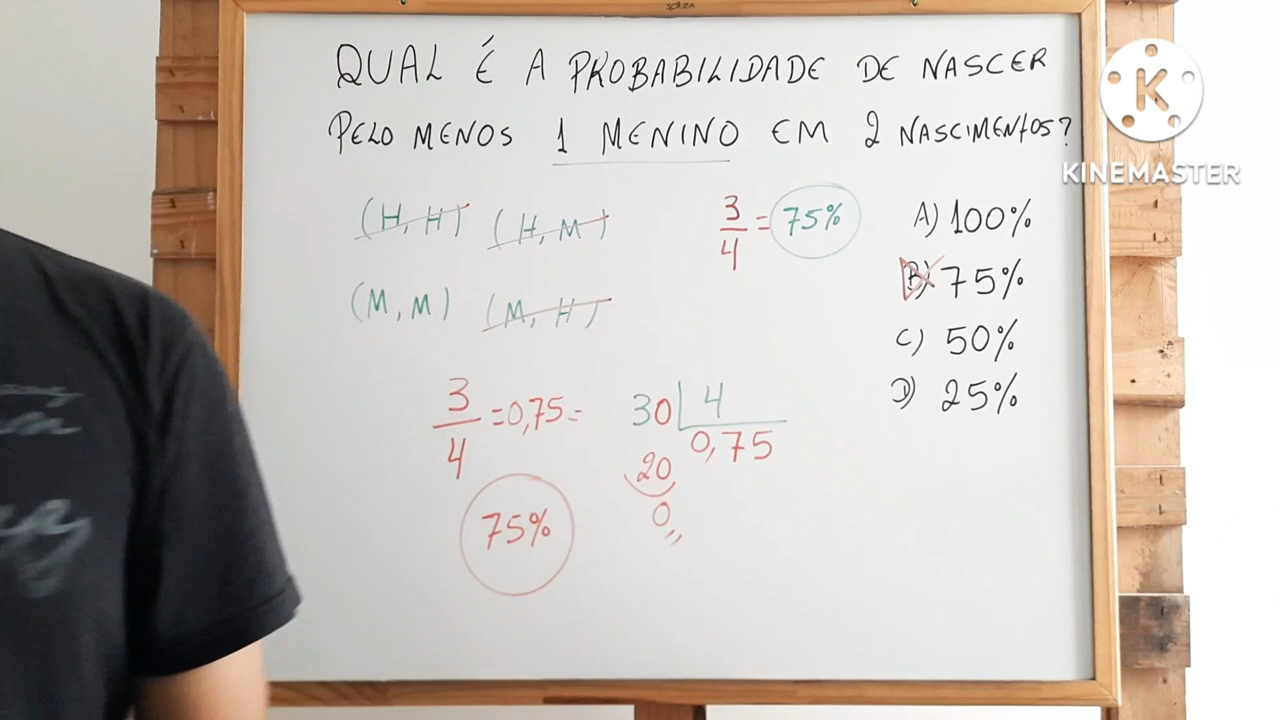 QUAL É A PROBABILIDADE DE NASCER
PELO MENOS 1 MENINO EM 2 NASCIMENTOS?
(H, H) (H, M)
(M, M) (M, H)
3/4 = 75%
A) 100%
B) 75%
C) 50%
D) 25%
3/4 = 0,75 =
75%
30 | 4
20 0,75
0,,
K
KINEMASTER